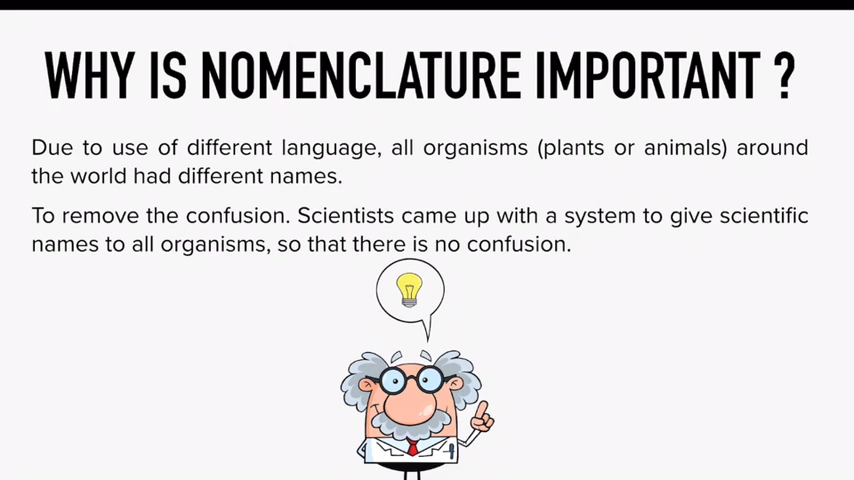 WHY IS NOMENCLATURE IMPORTANT ?
Due to use of different language, all organisms (plants or animals) around
the world had different names.
To remove the confusion. Scientists came up with a system to give scientific
names to all organisms, so that there is no confusion.